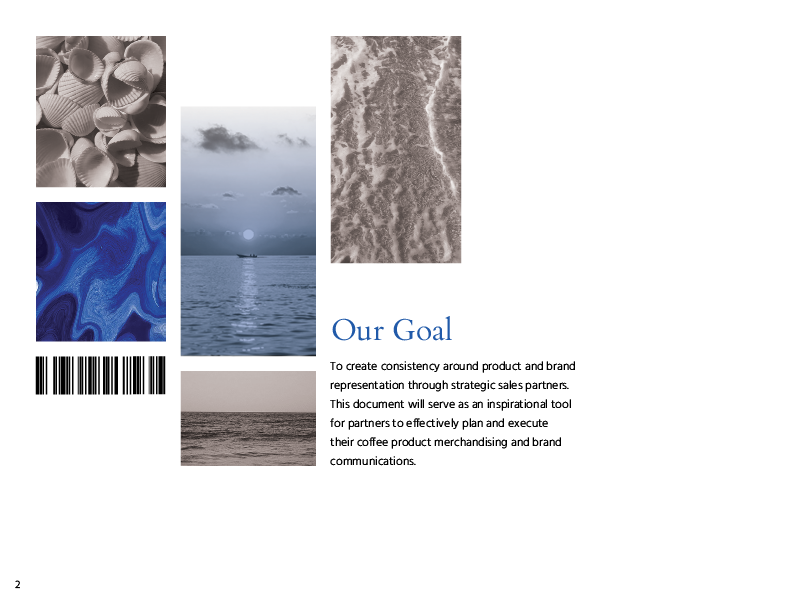 Our Goal
To create consistency around product and brand
representation through strategic sales partners.
This document will serve as an inspirational tool
for partners to effectively plan and execute
their coffee product merchandising and brand
communications.
2